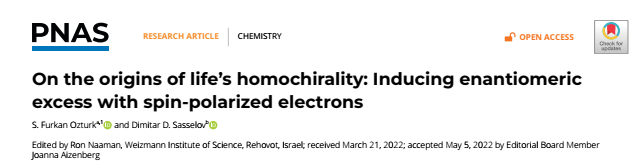 PNAS
RESEARCH ARTICLE | CHEMISTRY
OPEN ACCESS
Check for
updates
On the origins of life's homochirality: Inducing enantiomeric
excess with spin-polarized electrons
S. Furkan Ozturkᵃ,¹ and Dimitar D. Sasselovᵇ
Edited by Ron Naaman, Weizmann Institute of Science, Rehovot, Israel; received March 21, 2022; accepted May 5, 2022 by Editorial Board Member
Joanna Aizenberg